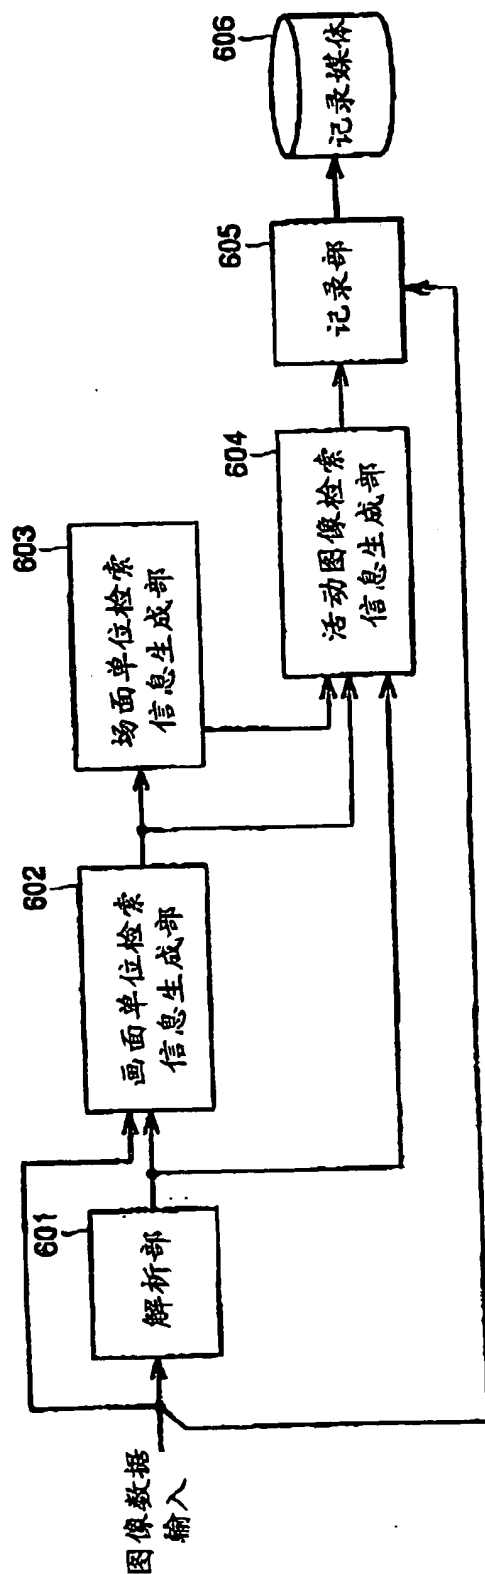 图像数据
输入
601
解析部
602
画面单位检索
信息生成部
603
场面单位检索
信息生成部
604
活动图像检索
信息生成部
605
记录部
606
记录媒体